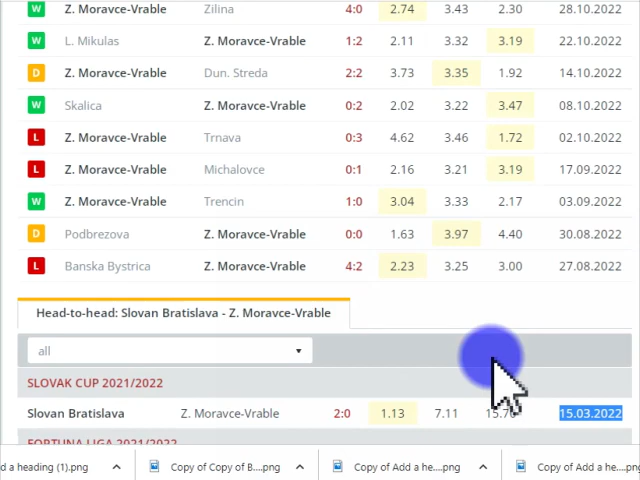 W Z. Moravce-Vrable Zilina 4:0 2.74 3.43 2.30 28.10.2022
W L. Mikulas Z. Moravce-Vrable 1:2 2.11 3.32 3.19 22.10.2022
D Z. Moravce-Vrable Dun. Streda 2:2 3.73 3.35 1.92 14.10.2022
W Skalica Z. Moravce-Vrable 0:2 2.02 3.22 3.47 08.10.2022
L Z. Moravce-Vrable Trnava 0:3 4.62 3.46 1.72 02.10.2022
L Z. Moravce-Vrable Michalovce 0:1 2.16 3.21 3.19 17.09.2022
W Z. Moravce-Vrable Trencin 1:0 3.04 3.33 2.17 03.09.2022
D Podbrezova Z. Moravce-Vrable 0:0 1.63 3.97 4.40 30.08.2022
L Banska Bystrica Z. Moravce-Vrable 4:2 2.23 3.25 3.00 27.08.2022
Head-to-head: Slovan Bratislava - Z. Moravce-Vrable
all
SLOVAK CUP 2021/2022
Slovan Bratislava Z. Moravce-Vrable 2:0 1.13 7.11 15.03.2022
FORTUNA LIGA 2021/2022
d a heading (1).png Copy of Copy of B....png Copy of Add a he....png Copy of Add a he....png